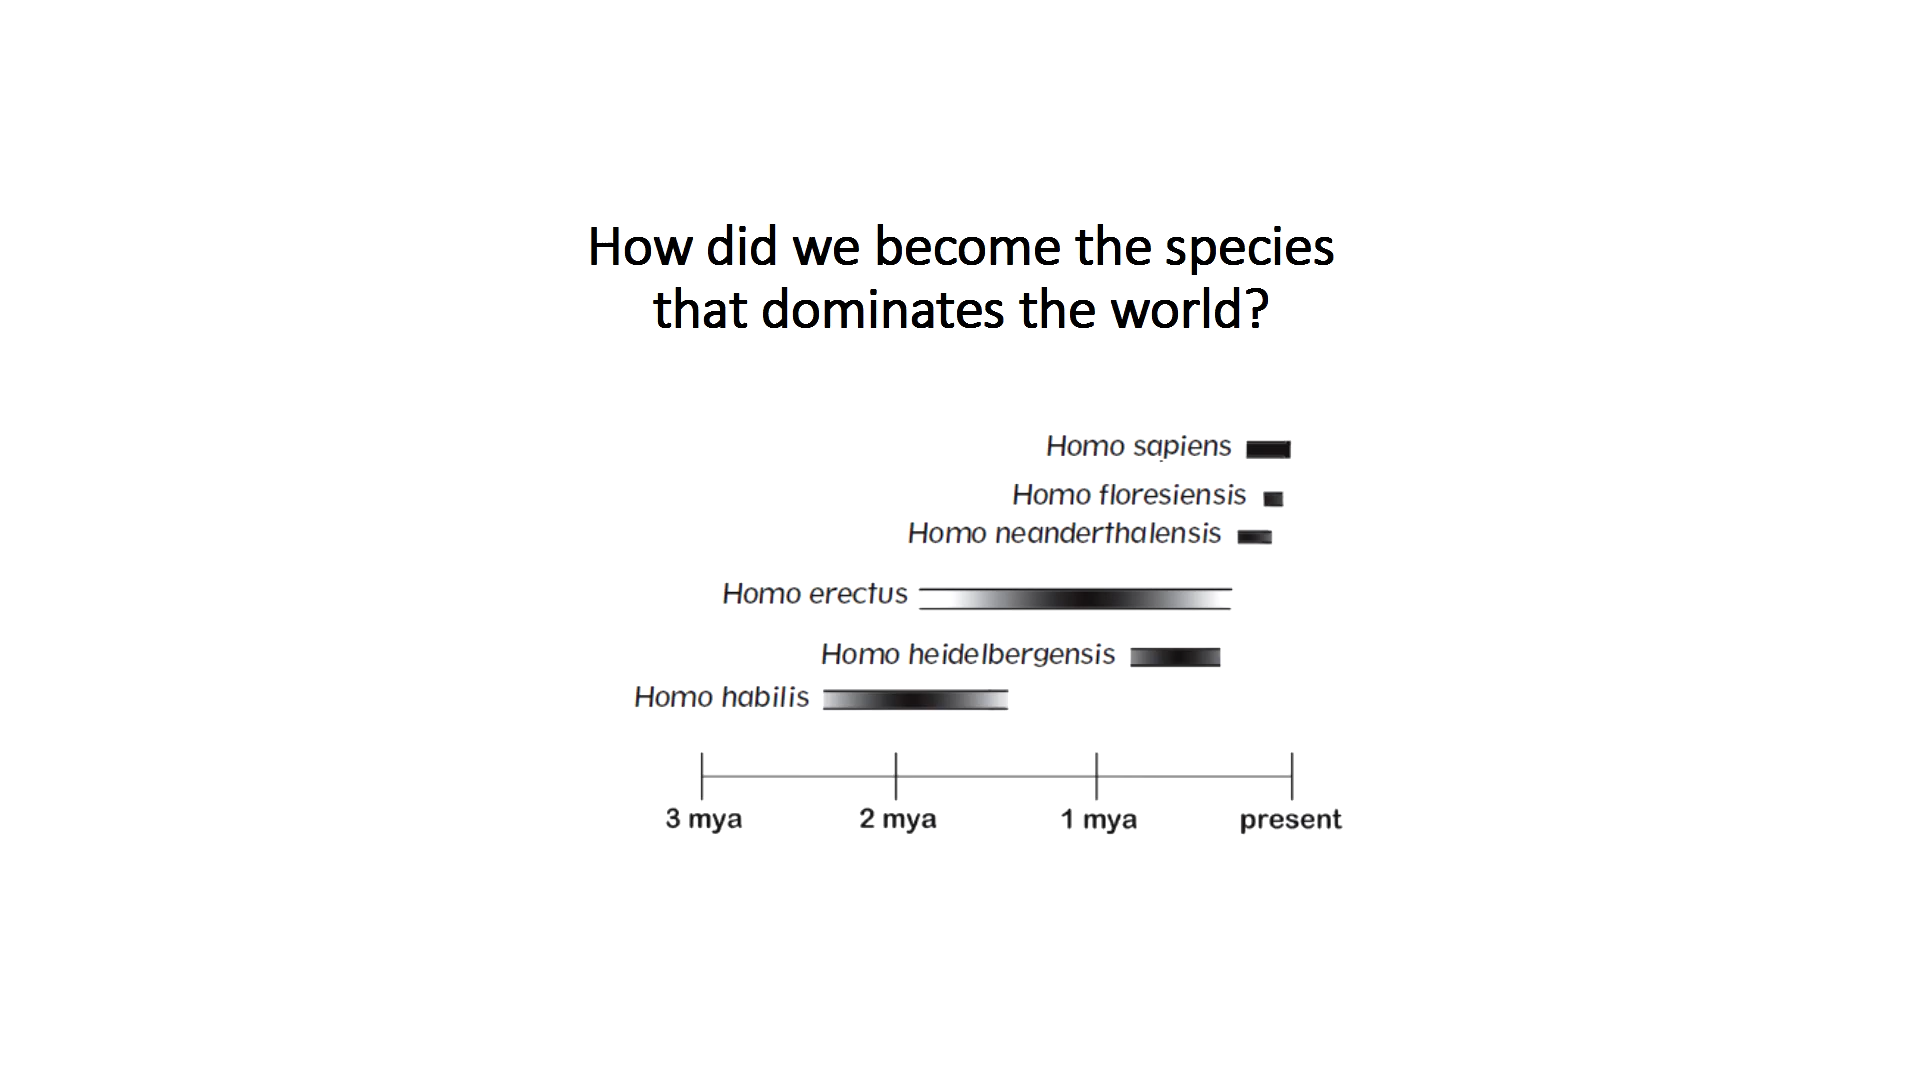 How did we become the species
that dominates the world?
Homo sapiens
Homo floresiensis
Homo neanderthalensis
Homo erectus
Homo heidelbergensis
Homo habilis
3 mya 2 mya 1 mya present